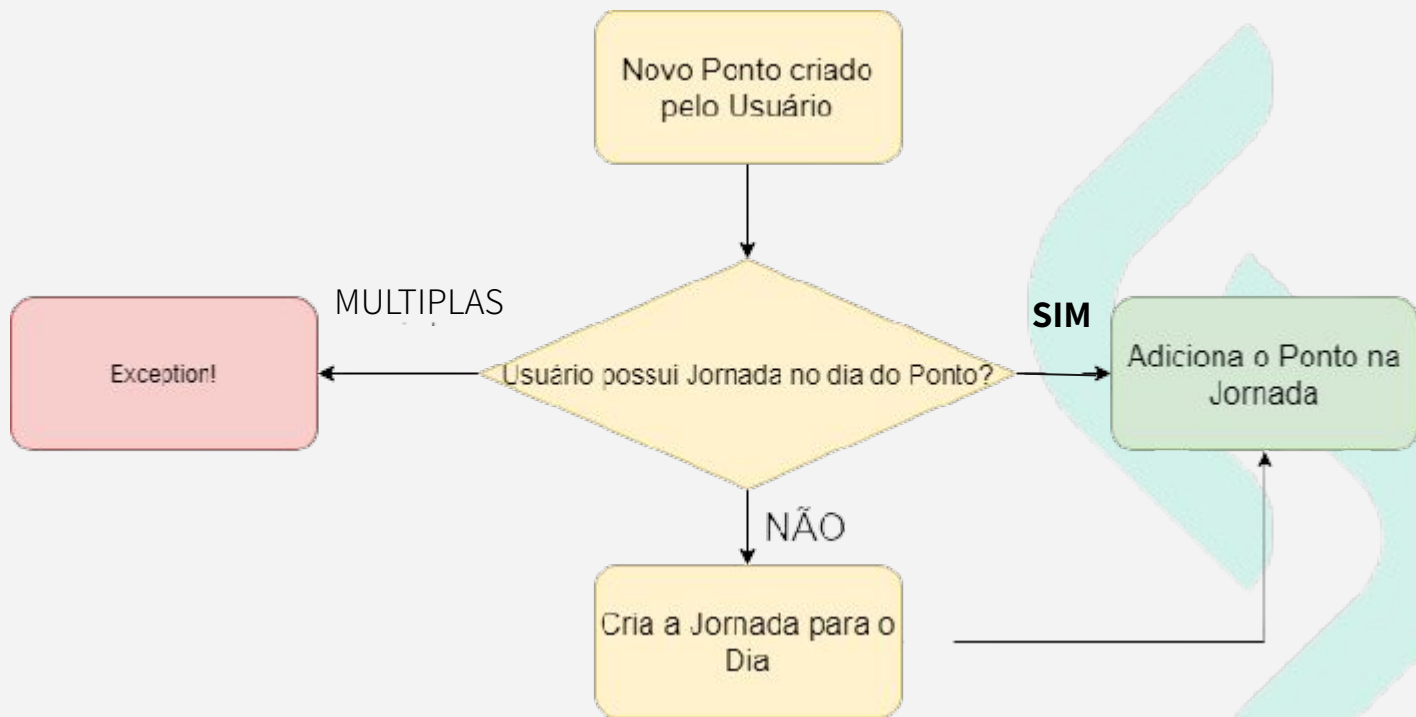 Novo Ponto criado
pelo Usuário
MULTIPLAS
SIM
Exception!
Usuário possui Jornada no dia do Ponto?
Adiciona o Ponto na
Jornada
NÃO
Cria a Jornada para o
Dia